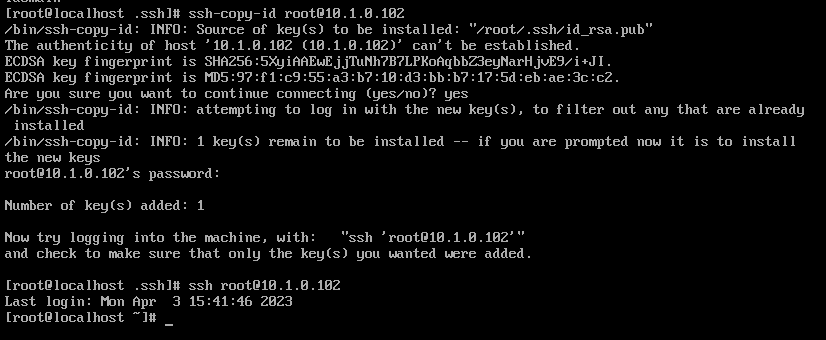 [root@localhost .ssh]# ssh-copy-id root@10.1.0.102
/bin/ssh-copy-id: INFO: Source of key(s) to be installed: "/root/.ssh/id_rsa.pub"
The authenticity of host '10.1.0.102 (10.1.0.102)' can't be established.
ECDSA key fingerprint is SHA256:5XyiAAEwEjjTuNh7B7LPKoAqbbZ3eyNarHjvE9/i+JI.
ECDSA key fingerprint is MD5:97:f1:c9:55:a3:b7:10:d3:bb:b7:17:5d:eb:ae:3c:c2.
Are you sure you want to continue connecting (yes/no)? yes
/bin/ssh-copy-id: INFO: attempting to log in with the new key(s), to filter out any that are already
 installed
/bin/ssh-copy-id: INFO: 1 key(s) remain to be installed -- if you are prompted now it is to install
the new keys
root@10.1.0.102's password:
Number of key(s) added: 1
Now try logging into the machine, with:   "ssh 'root@10.1.0.102'"
and check to make sure that only the key(s) you wanted were added.
[root@localhost .ssh]# ssh root@10.1.0.102
Last login: Mon Apr  3 15:41:46 2023
[root@localhost ~]# _